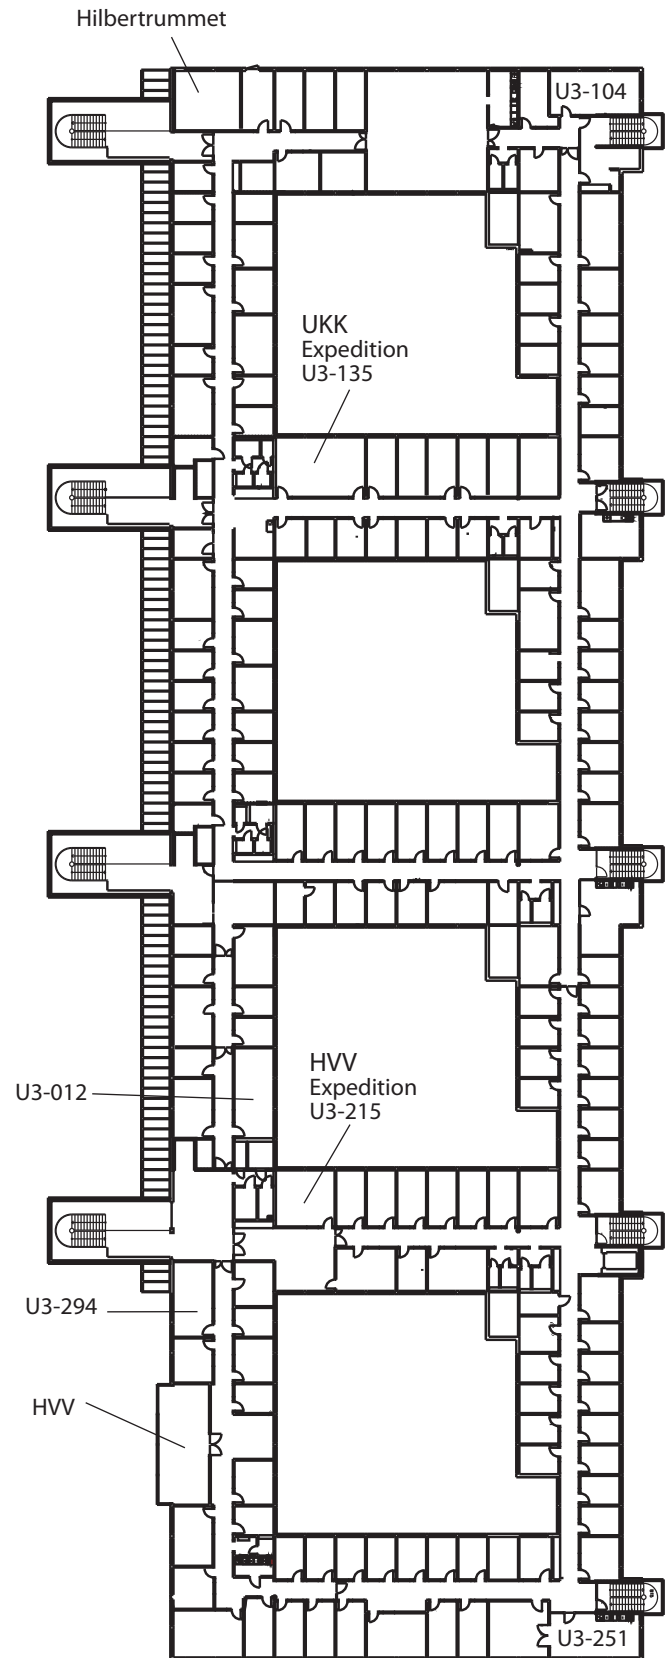 Hilbertrummet
U3-104
UKK
Expedition
U3-135
HVV
Expedition
U3-215
U3-012
U3-294
HVV
U3-251